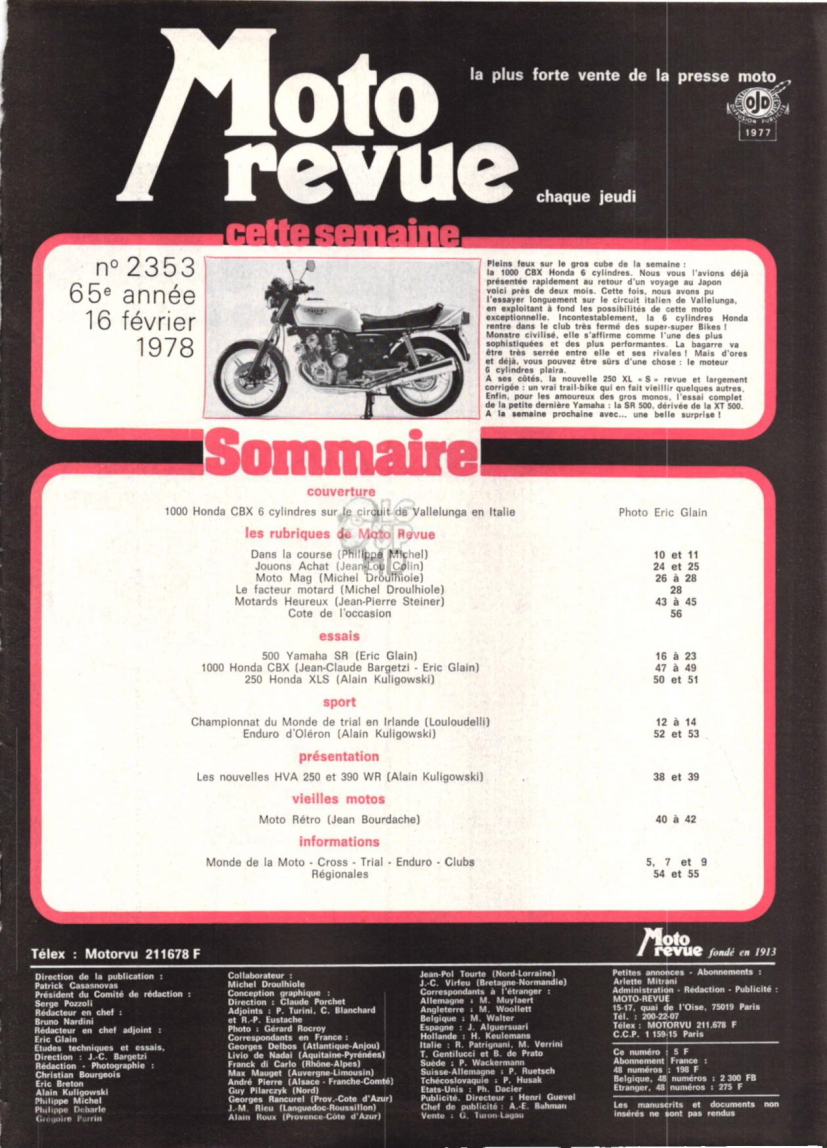 Moto
revue
la plus forte vente de la presse moto
OJD
DIFFUSION PUBLICITE
1977
chaque jeudi
cette semaine
nº 2353
65e année
16 février
1978
Pleins feux sur le gros cube de la semaine :
la 1000 CBX Honda 6 cylindres. Nous vous l'avions déjà
présentée rapidement au retour d'un voyage au Japon
voici près de deux mois. Cette fois, nous avons pu
l'essayer longuement sur le circuit italien de Vallelunga,
en exploitant à fond les possibilités de cette moto
exceptionnelle. Incontestablement, la 6 cylindres Honda
rentre dans le club très fermé des super-super Bikes !
Monstre civilisé, elle s'affirme comme l'une des plus
sophistiquées et des plus performantes. La bagarre va
être très serrée entre elle et ses rivales ! Mais d'ores
et déjà, vous pouvez être sûrs d'une chose : le moteur
6 cylindres plaira.
A ses côtés, la nouvelle 250 XL « S » revue et largement
corrigée : un vrai trail-bike qui en fait vieillir quelques autres.
Enfin, pour les amoureux des gros monos, l'essai complet
de la petite dernière Yamaha : la SR 500, dérivée de la XT 500.
A la semaine prochaine avec... une belle surprise !
Sommaire
couverture
1000 Honda CBX 6 cylindres sur le circuit de Vallelunga en Italie Photo Eric Glain
les rubriques de Moto Revue
Dans la course (Philippe Michel) 10 et 11
Jouons Achat (Jean-Lou Colin) 24 et 25
Moto Mag (Michel Droulhiole) 26 à 28
Le facteur motard (Michel Droulhiole) 28
Motards Heureux (Jean-Pierre Steiner) 43 à 45
Cote de l'occasion 56
essais
500 Yamaha SR (Eric Glain) 16 à 23
1000 Honda CBX (Jean-Claude Bargetzi - Eric Glain) 47 à 49
250 Honda XLS (Alain Kuligowski) 50 et 51
sport
Championnat du Monde de trial en Irlande (Louloudelli) 12 à 14
Enduro d'Oléron (Alain Kuligowski) 52 et 53
présentation
Les nouvelles HVA 250 et 390 WR (Alain Kuligowski) 38 et 39
vieilles motos
Moto Rétro (Jean Bourdache) 40 à 42
informations
Monde de la Moto - Cross - Trial - Enduro - Clubs 5, 7 et 9
Régionales 54 et 55
Télex : Motorvu 211678 F
Moto revue fondé en 1913
Direction de la publication :
Patrick Casasnovas
Président du Comité de rédaction :
Serge Pozzoli
Rédacteur en chef :
Bruno Nardini
Rédacteur en chef adjoint :
Eric Glain
Etudes techniques et essais,
Direction : J.-C. Bargetzi
Rédaction - Photographie :
Christian Bourgeois
Eric Breton
Alain Kuligowski
Philippe Michel
Philippe Debarle
Grégoire Perrin
Collaborateur :
Michel Droulhiole
Conception graphique :
Direction : Claude Porchet
Adjoints : P. Turini, C. Blanchard
et R.-P. Eustache
Photo : Gérard Rocroy
Correspondants en France :
Georges Delbos (Atlantique-Anjou)
Livio de Nadai (Aquitaine-Pyrénées)
Franck di Carlo (Rhône-Alpes)
Max Mauget (Auvergne-Limousin)
André Pierre (Alsace - Franche-Comté)
Guy Pilarczyk (Nord)
Georges Rancurel (Prov.-Cote d'Azur)
J.-M. Rieu (Languedoc-Roussillon)
Alain Roux (Provence-Côte d'Azur)
Jean-Pol Tourte (Nord-Lorraine)
J.-C. Virfeu (Bretagne-Normandie)
Correspondants à l'étranger :
Allemagne : M. Muylaert
Angleterre : M. Woollett
Belgique : M. Walter
Espagne : J. Alguersuari
Hollande : H. Keulemans
Italie : R. Patrignani, M. Verrini
T. Gentilucci et B. de Prato
Suède : P. Wackermann
Suisse-Allemagne : P. Ruetsch
Tchécoslovaquie : P. Husak
Etats-Unis : Ph. Dacier
Publicité. Directeur : Henri Guevel
Chef de publicité : A.-E. Bahman
Vente : G. Turon-Lagau
Petites annonces - Abonnements :
Arlette Mitrani
Administration - Rédaction - Publicité :
MOTO-REVUE
15-17, quai de l'Oise, 75019 Paris
Tél. : 200-22-07
Télex : MOTORVU 211.678 F
C.C.P. 1 159-15 Paris
Ce numéro : 5 F
Abonnement France :
48 numéros : 198 F
Belgique, 48 numéros : 2 300 FB
Etranger, 48 numéros : 275 F
Les manuscrits et documents non
insérés ne sont pas rendus